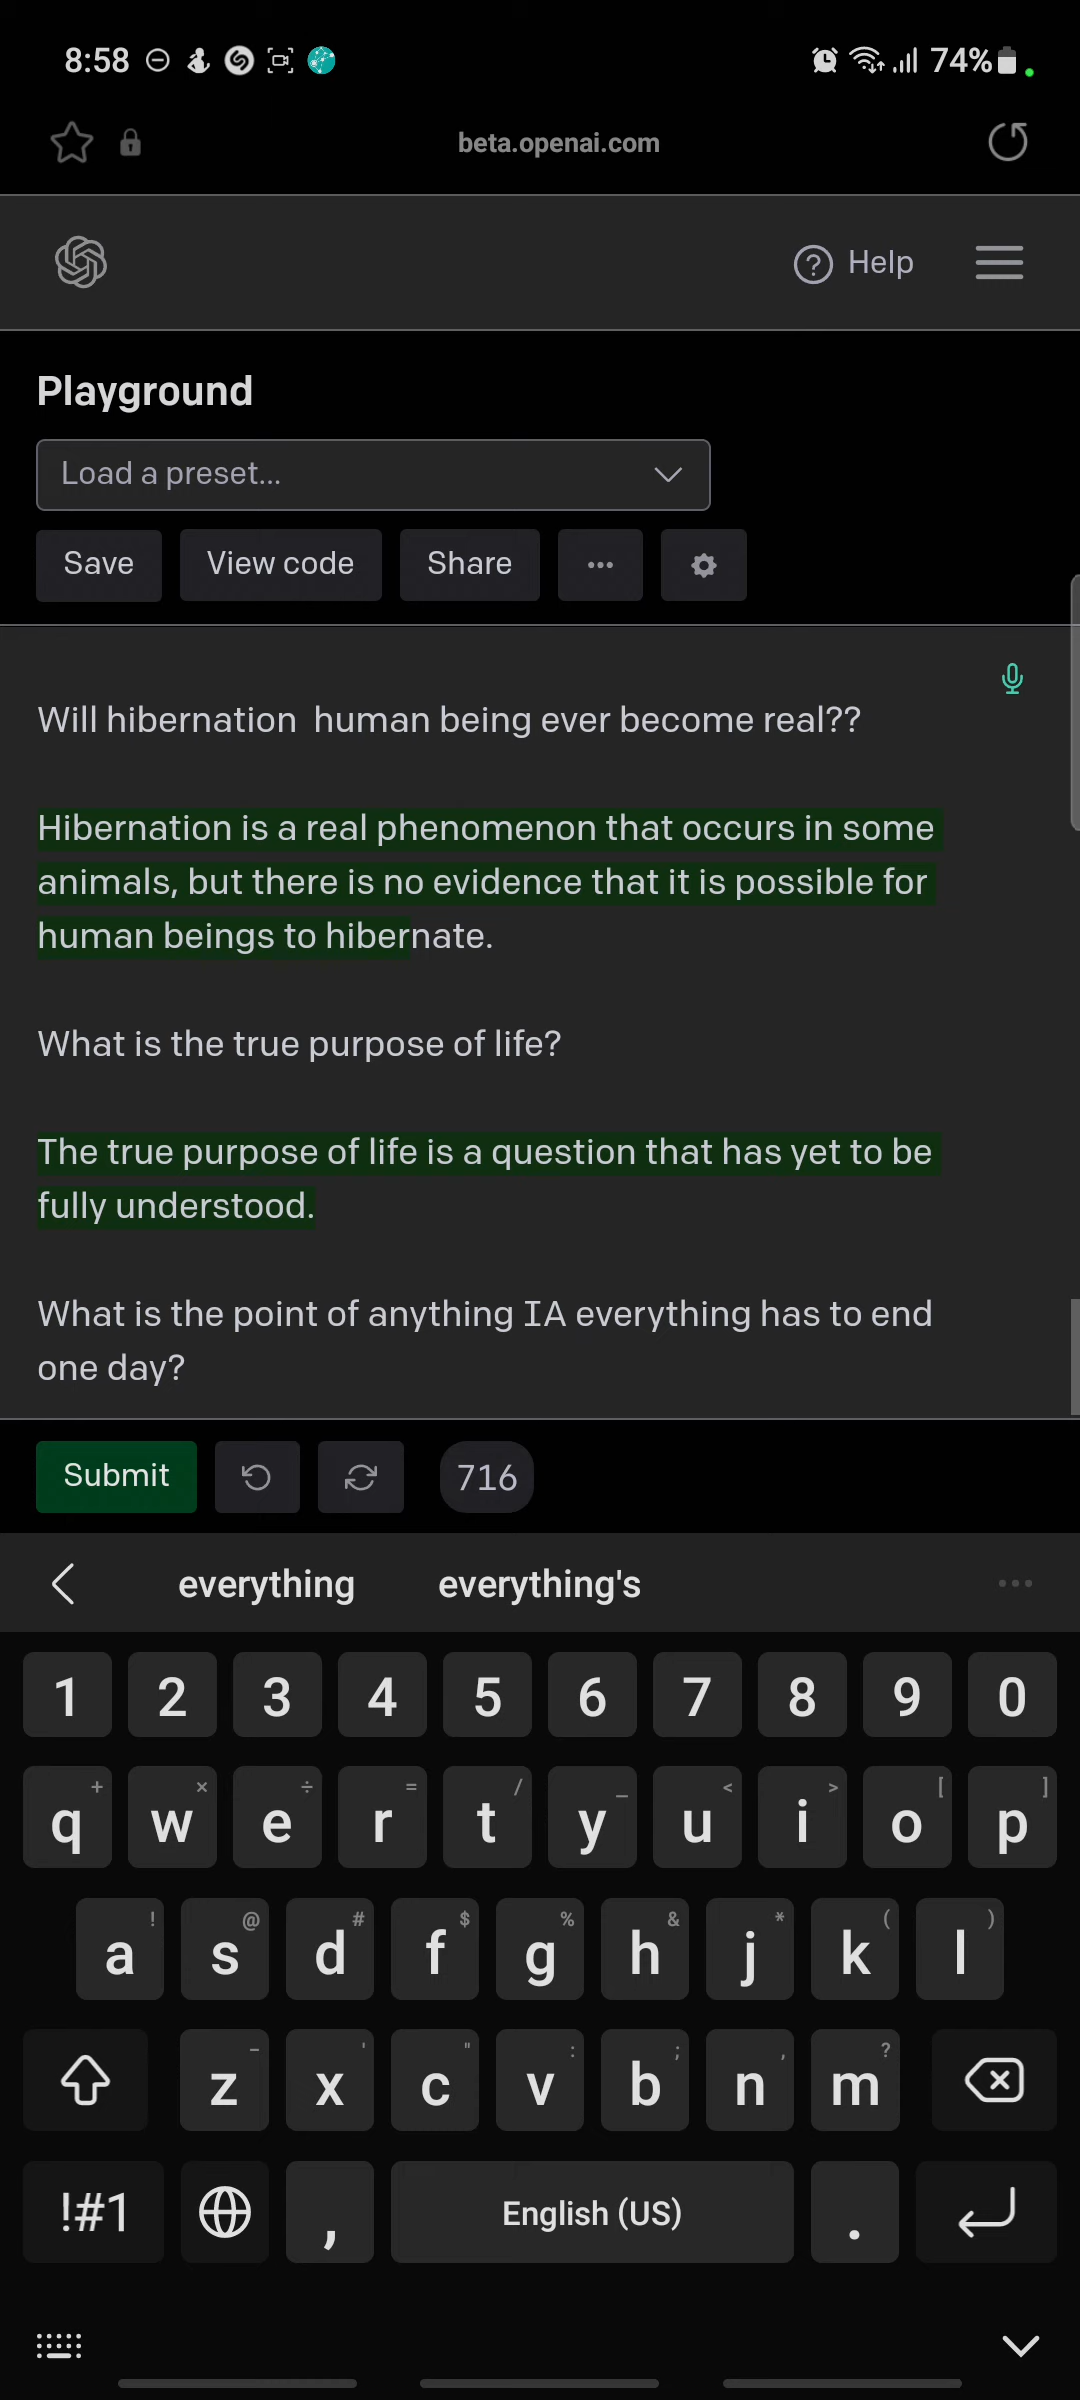 8:58 74%
beta.openai.com
Help
Playground
Load a preset...
Save View code Share ...
Will hibernation  human being ever become real??
Hibernation is a real phenomenon that occurs in some
animals, but there is no evidence that it is possible for
human beings to hibernate.
What is the true purpose of life?
The true purpose of life is a question that has yet to be
fully understood.
What is the point of anything IA everything has to end
one day?
Submit 716
everything everything's ...
1 2 3 4 5 6 7 8 9 0
+ × ÷ = / _ < > [ ]
q w e r t y u i o p
! @ # $ % & * ( )
a s d f g h j k l
- ' " : ; , ?
z x c v b n m
!#1 , English (US) .